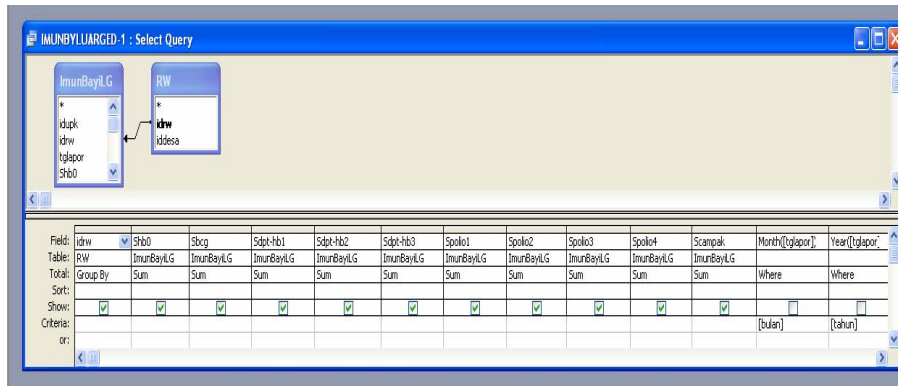 IMUNBYLUARGED-1 : Select Query
ImunBayiLG
*
idupk
idrw
tglapor
Shb0
RW
*
idrw
iddesa
Field: idrw Shb0 Sbcg Sdpt-hb1 Sdpt-hb2 Sdpt-hb3 Spolio1 Spolio2 Spolio3 Spolio4 Scampak Month([tglapor]) Year([tglapor]
Table: RW ImunBayiLG ImunBayiLG ImunBayiLG ImunBayiLG ImunBayiLG ImunBayiLG ImunBayiLG ImunBayiLG ImunBayiLG ImunBayiLG
Total: Group By Sum Sum Sum Sum Sum Sum Sum Sum Sum Sum Where Where
Sort:
Show:
Criteria: [bulan] [tahun]
or: